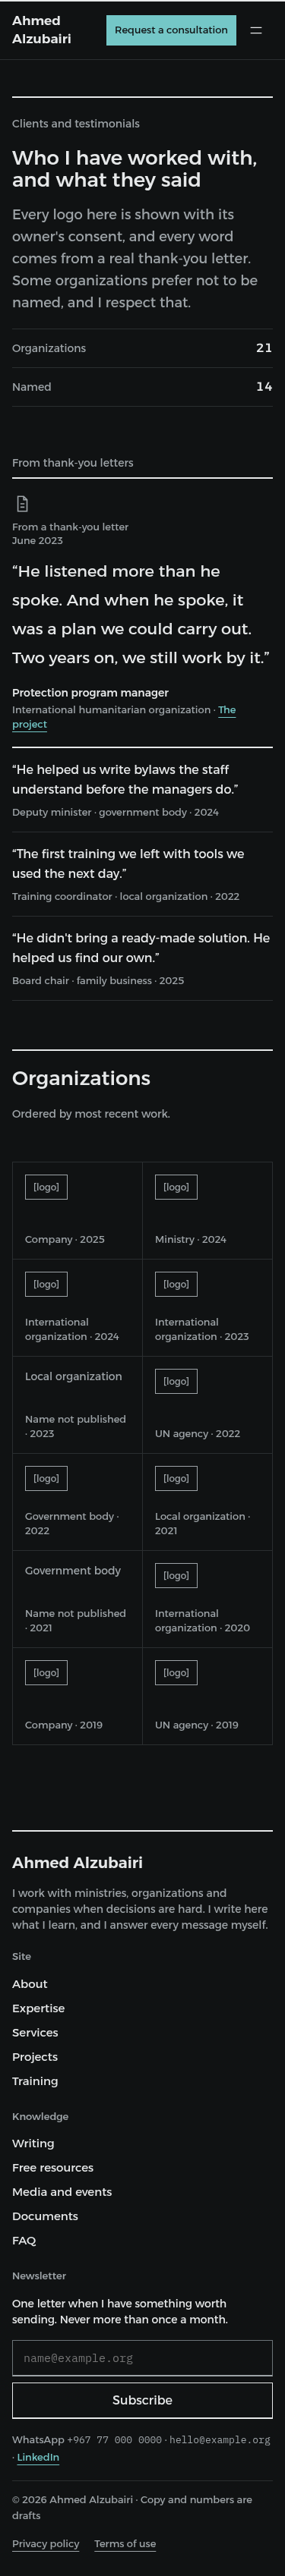 Ahmed
Alzubairi
Request a consultation
Clients and testimonials
Who I have worked with,
and what they said
Every logo here is shown with its
owner's consent, and every word
comes from a real thank-you letter.
Some organizations prefer not to be
named, and I respect that.
Organizations 21
Named 14
From thank-you letters
From a thank-you letter
June 2023
“He listened more than he
spoke. And when he spoke, it
was a plan we could carry out.
Two years on, we still work by it.”
Protection program manager
International humanitarian organization · The
project
“He helped us write bylaws the staff
understand before the managers do.”
Deputy minister · government body · 2024
“The first training we left with tools we
used the next day.”
Training coordinator · local organization · 2022
“He didn't bring a ready-made solution. He
helped us find our own.”
Board chair · family business · 2025
Organizations
Ordered by most recent work.
[logo] [logo]
Company · 2025 Ministry · 2024
[logo] [logo]
International International
organization · 2024 organization · 2023
Local organization [logo]
Name not published
· 2023 UN agency · 2022
[logo] [logo]
Government body · Local organization ·
2022 2021
Government body [logo]
Name not published International
· 2021 organization · 2020
[logo] [logo]
Company · 2019 UN agency · 2019
Ahmed Alzubairi
I work with ministries, organizations and
companies when decisions are hard. I write here
what I learn, and I answer every message myself.
Site
About
Expertise
Services
Projects
Training
Knowledge
Writing
Free resources
Media and events
Documents
FAQ
Newsletter
One letter when I have something worth
sending. Never more than once a month.
name@example.org
Subscribe
WhatsApp +967 77 000 0000 · hello@example.org
· LinkedIn
© 2026 Ahmed Alzubairi · Copy and numbers are
drafts
Privacy policy Terms of use